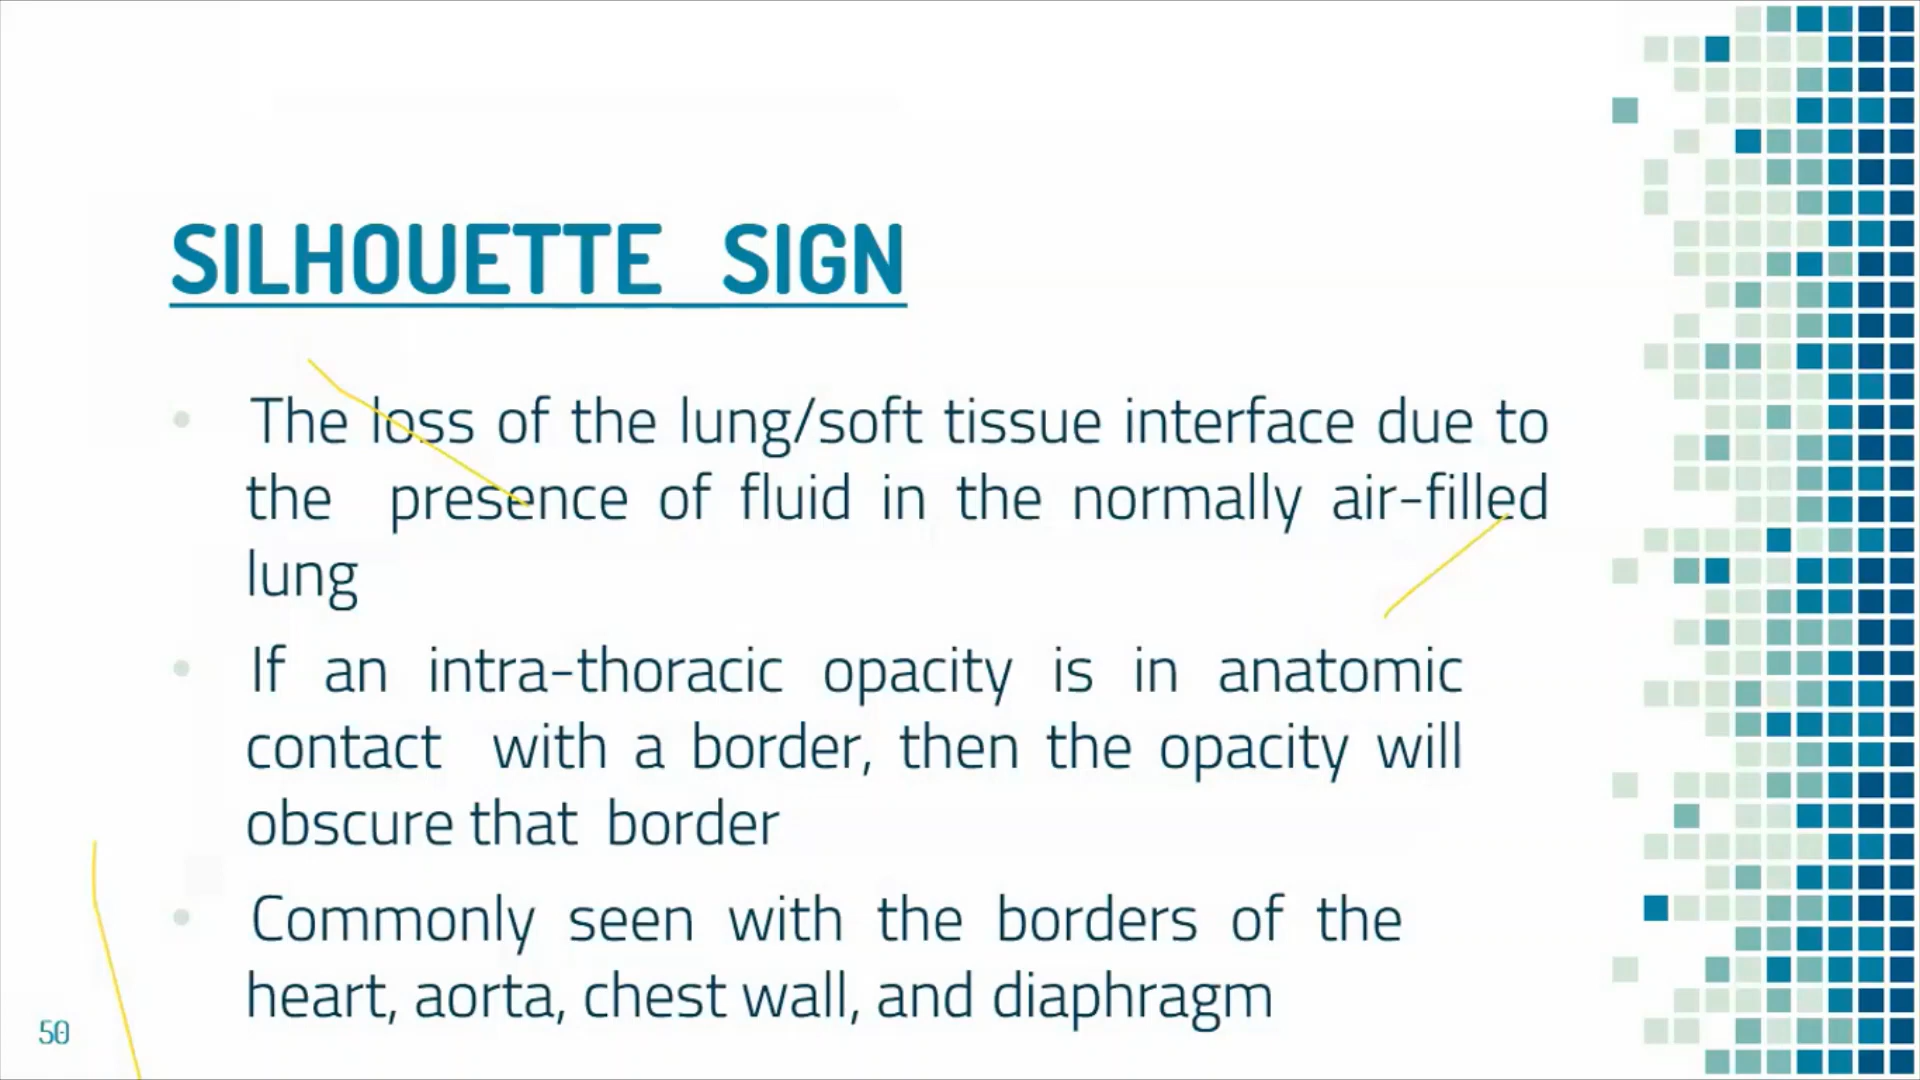 SILHOUETTE SIGN
The loss of the lung/soft tissue interface due to
the presence of fluid in the normally air-filled
lung
If an intra-thoracic opacity is in anatomic
contact with a border, then the opacity will
obscure that border
Commonly seen with the borders of the
heart, aorta, chest wall, and diaphragm
50